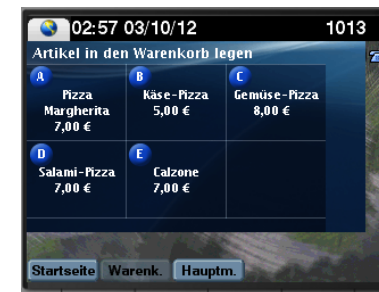 02:57 03/10/12 1013
Artikel in den Warenkorb legen
A
Pizza
Margherita
7,00 €
B
Käse-Pizza
5,00 €
C
Gemüse-Pizza
8,00 €
D
Salami-Pizza
7,00 €
E
Calzone
7,00 €
Startseite Warenk. Hauptm.